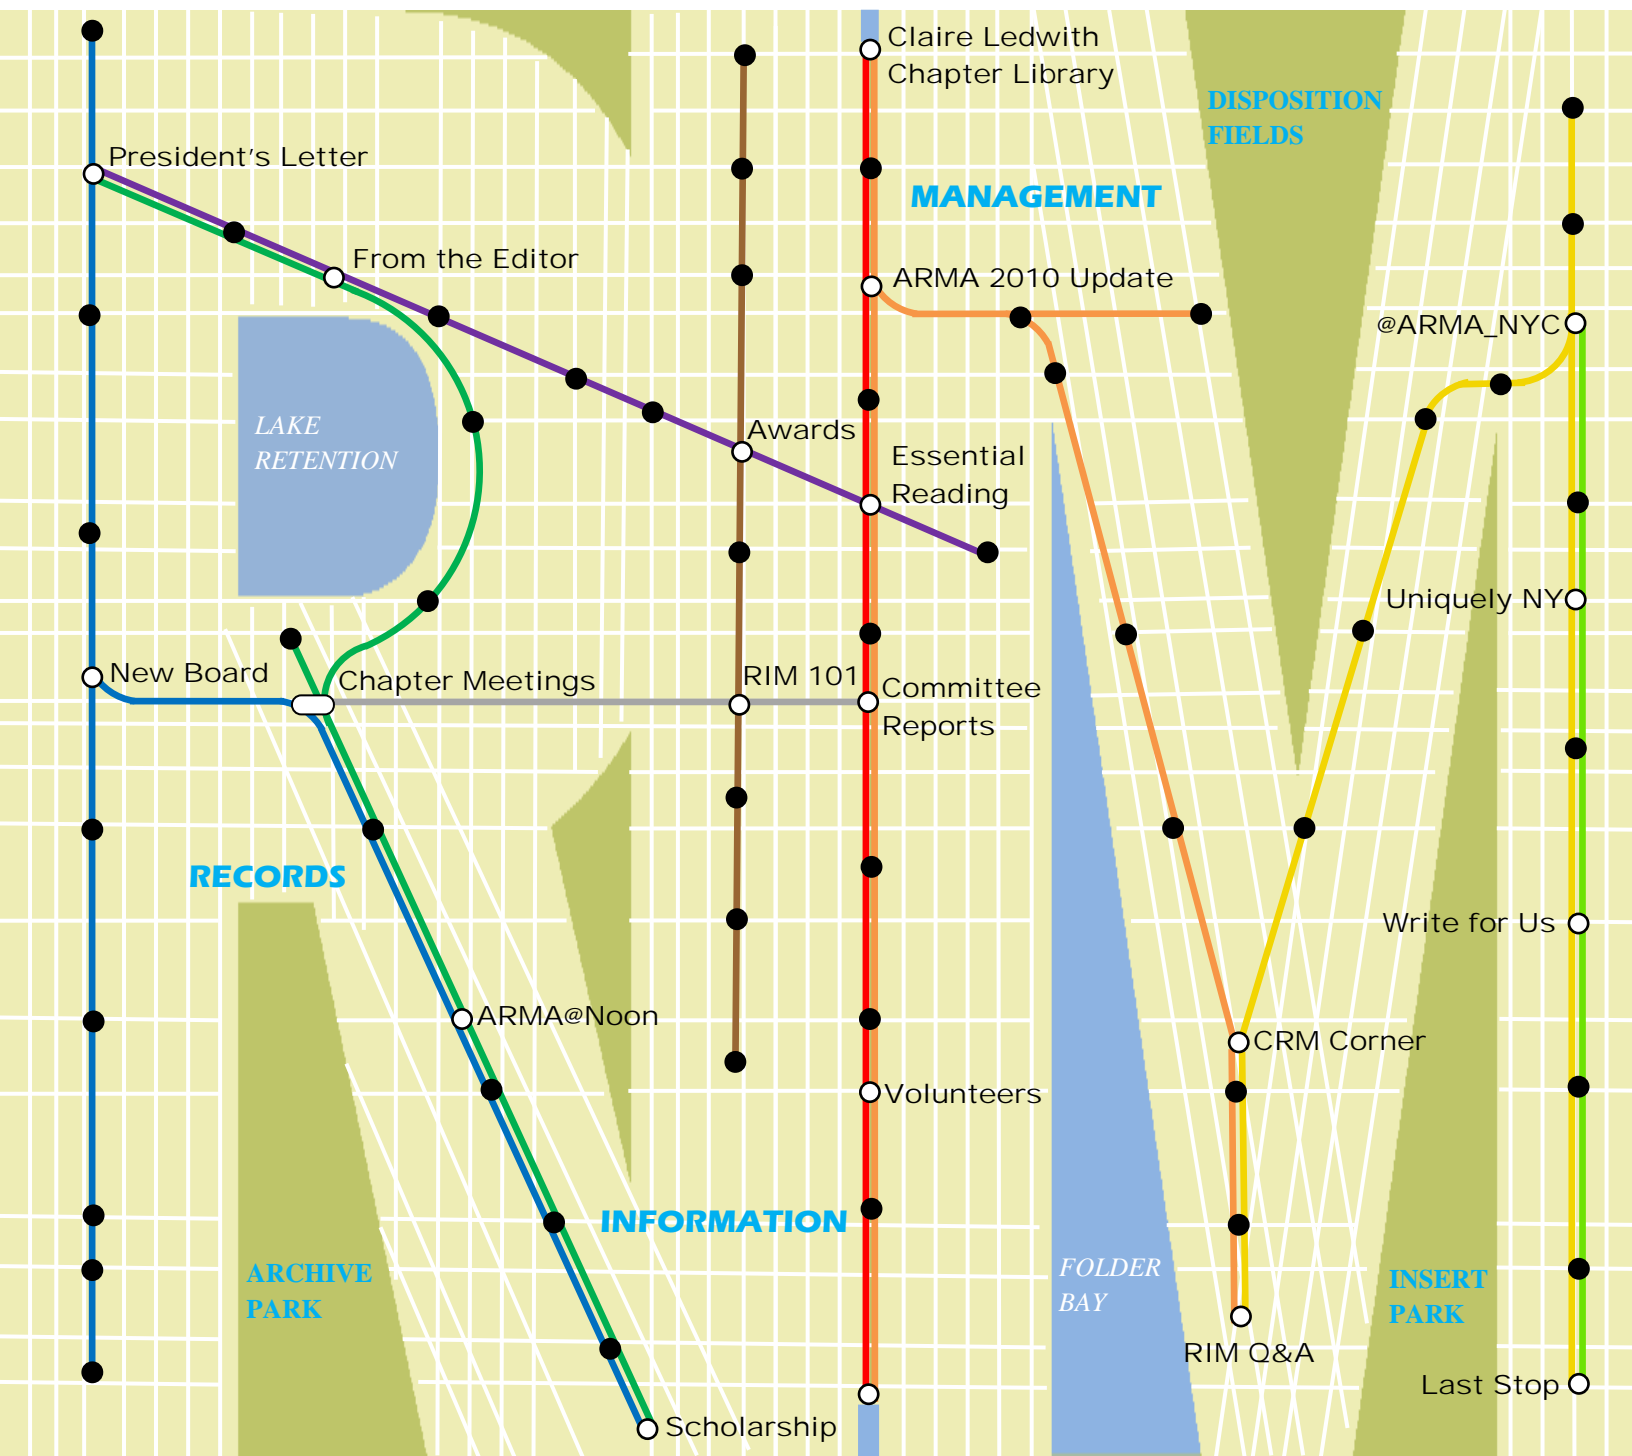 Claire Ledwith
Chapter Library
DISPOSITION
FIELDS
President's Letter
MANAGEMENT
From the Editor
ARMA 2010 Update
@ARMA_NYC
LAKE
RETENTION
Awards
Essential
Reading
Uniquely NY
New Board
Chapter Meetings
RIM 101
Committee
Reports
RECORDS
Write for Us
ARMA@Noon
CRM Corner
Volunteers
INFORMATION
ARCHIVE
PARK
FOLDER
BAY
INSERT
PARK
RIM Q&A
Last Stop
Scholarship